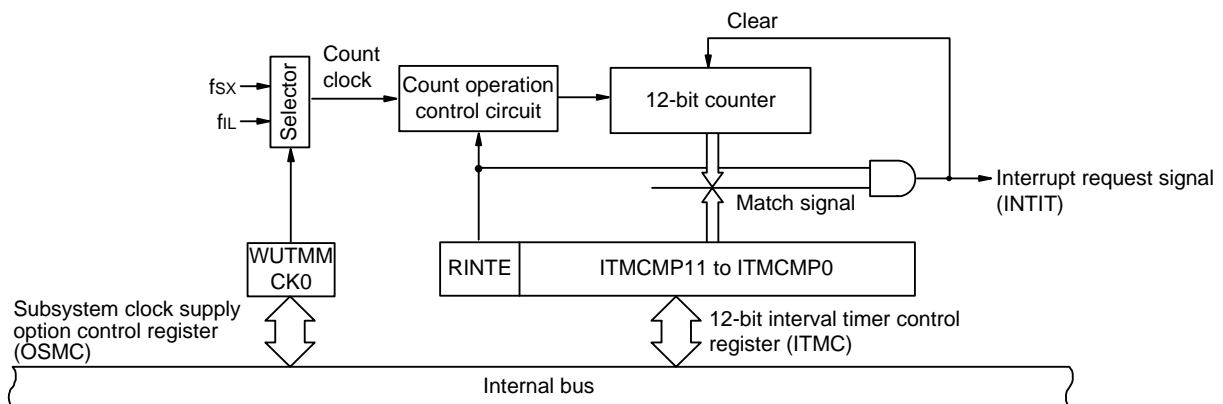 Clear
Count
clock
fSX
fIL
Selector
Count operation
control circuit
12-bit counter
Match signal
Interrupt request signal
(INTIT)
WUTMM
CK0
RINTE
ITMCMP11 to ITMCMP0
Subsystem clock supply
option control register
(OSMC)
12-bit interval timer control
register (ITMC)
Internal bus